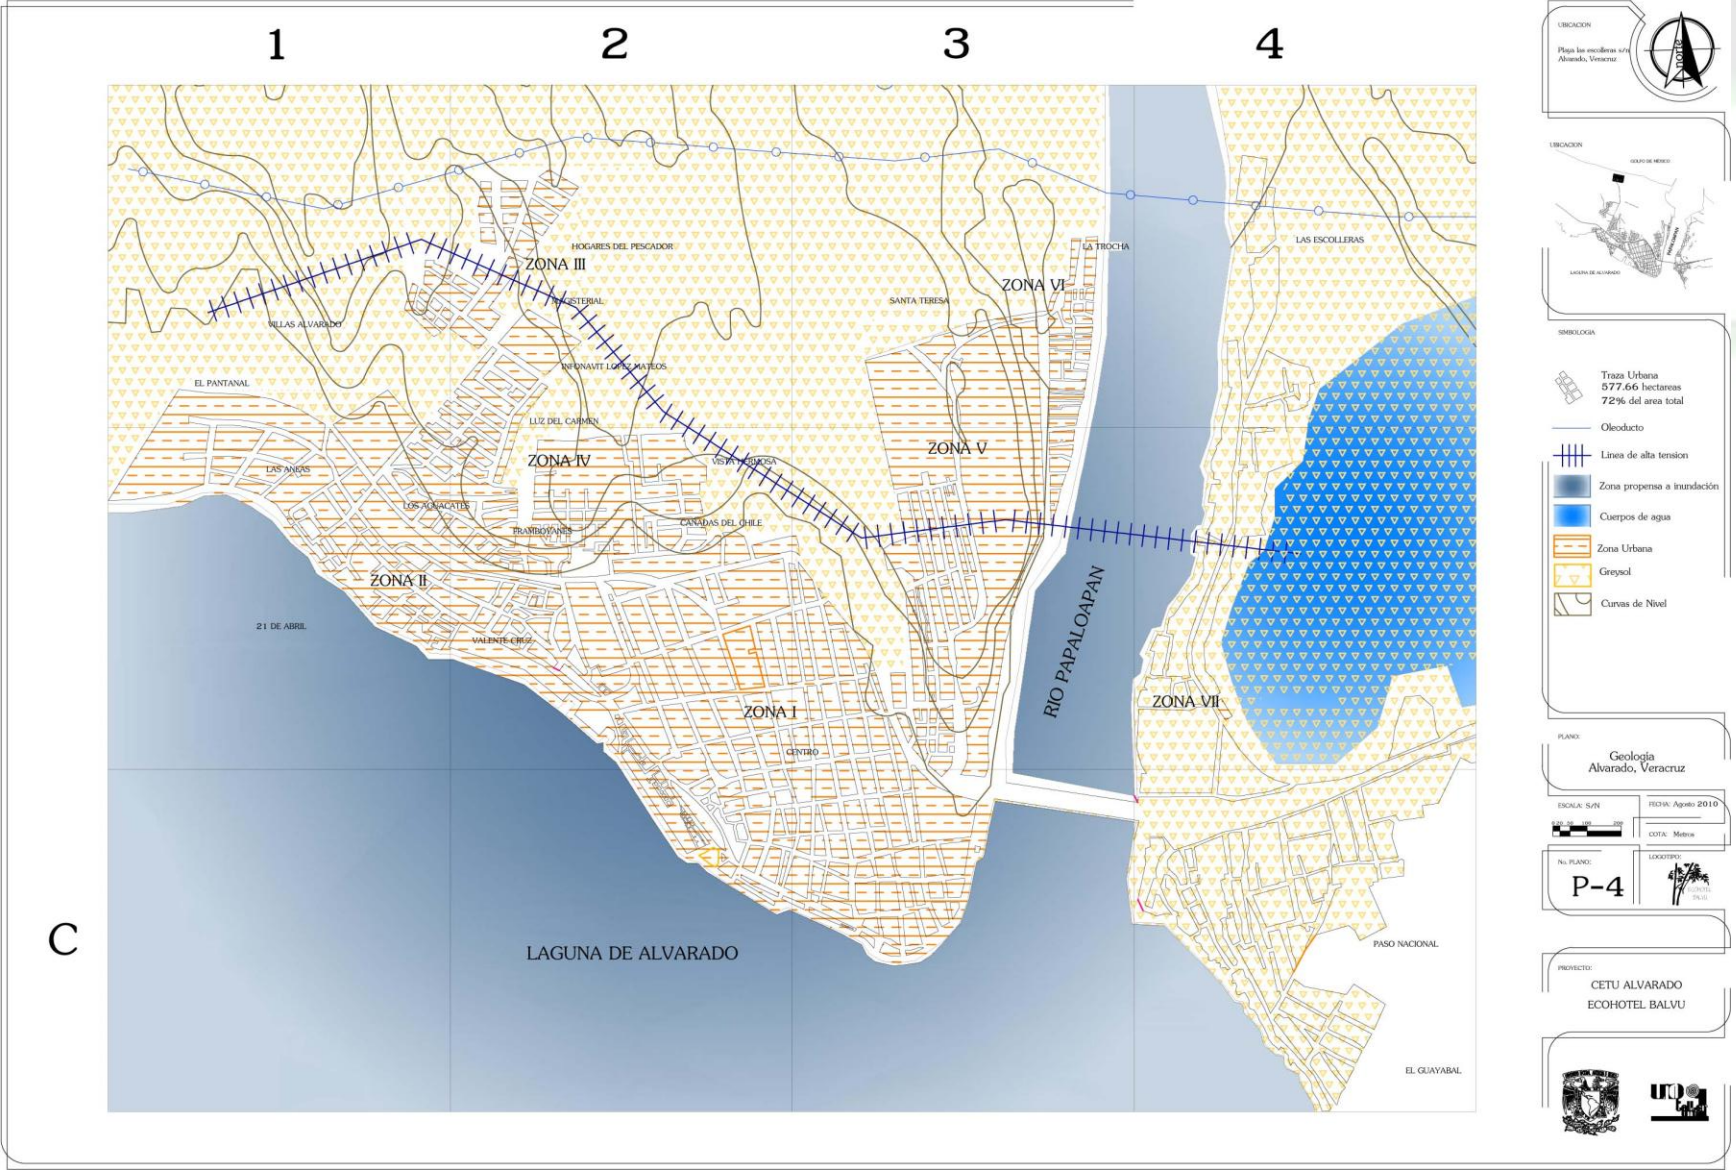 1
2
3
4
C
HOGARES DEL PESCADOR
LAS ESCOLLERAS
LA TROCHA
ZONA III
ZONA VI
MAGISTERIAL
SANTA TERESA
VILLAS ALVARADO
INFONAVIT LOPEZ MATEOS
EL PANTANAL
LUZ DEL CARMEN
ZONA V
ZONA IV
VISTA HERMOSA
LAS ANEAS
LOS AGUACATES
CAÑADAS DEL CHILE
FRAMBOYANES
ZONA II
21 DE ABRIL
VALENTE CRUZ
RIO PAPALOAPAN
ZONA VII
ZONA I
CENTRO
LAGUNA DE ALVARADO
PASO NACIONAL
EL GUAYABAL
UBICACION
Playa las escolleras s/n
Alvarado, Veracruz
norte
UBICACION
GOLFO DE MÉXICO
LAGUNA DE ALVARADO
SIMBOLOGIA
Traza Urbana
577.66 hectareas
72% del area total
Oleoducto
Linea de alta tension
Zona propensa a inundación
Cuerpos de agua
Zona Urbana
Greysol
Curvas de Nivel
PLANO:
Geologia
Alvarado, Veracruz
ESCALA: S/N
FECHA: Agosto 2010
COTA: Metros
No. PLANO:
P-4
LOGOTIPO:
PROYECTO:
CETU ALVARADO
ECOHOTEL BALVU